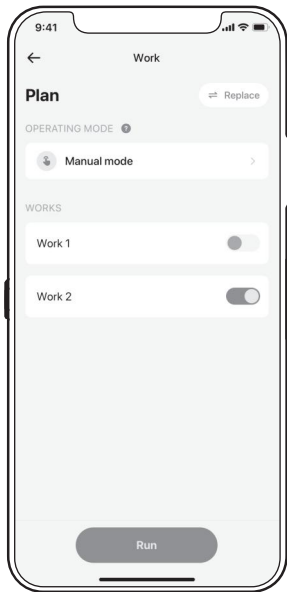 9:41
Work
Plan
Replace
OPERATING MODE ?
Manual mode
WORKS
Work 1
Work 2
Run